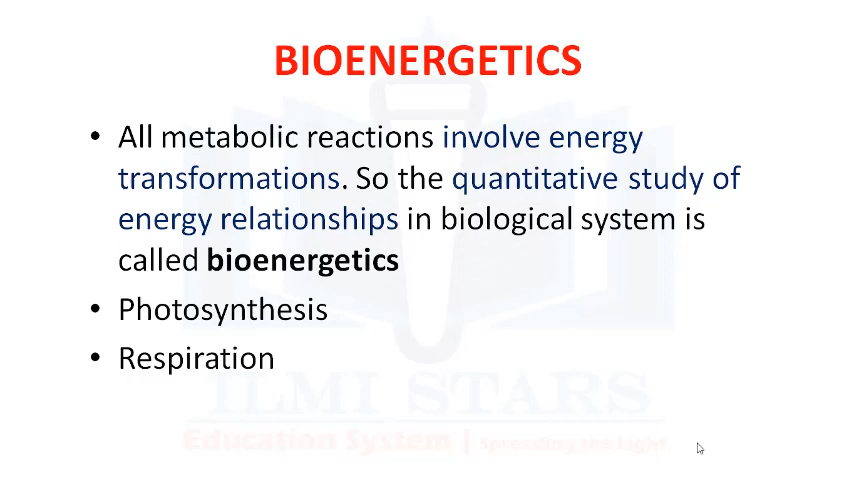 BIOENERGETICS
• All metabolic reactions involve energy
transformations. So the quantitative study of
energy relationships in biological system is
called bioenergetics
• Photosynthesis
• Respiration
ILMI STARS
Education System | Spreading the Light